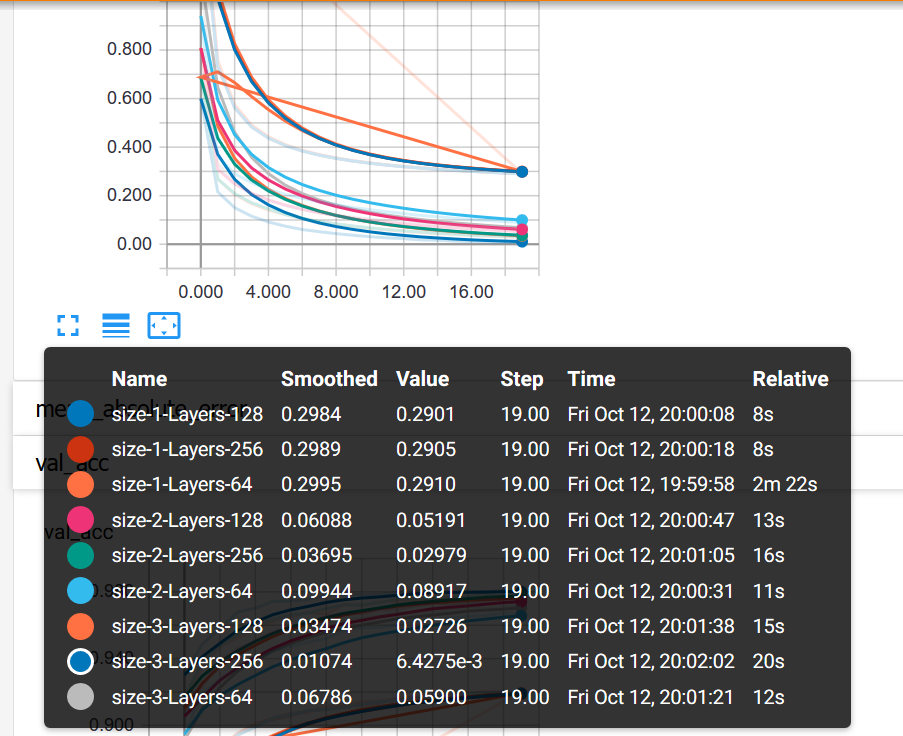 0.800
0.600
0.400
0.200
0.00
0.000 4.000 8.000 12.00 16.00
Name Smoothed Value Step Time Relative
mean_absolute_error
size-1-Layers-128 0.2984 0.2901 19.00 Fri Oct 12, 20:00:08 8s
size-1-Layers-256 0.2989 0.2905 19.00 Fri Oct 12, 20:00:18 8s
val_acc
size-1-Layers-64 0.2995 0.2910 19.00 Fri Oct 12, 19:59:58 2m 22s
size-2-Layers-128 0.06088 0.05191 19.00 Fri Oct 12, 20:00:47 13s
val_acc
size-2-Layers-256 0.03695 0.02979 19.00 Fri Oct 12, 20:01:05 16s
size-2-Layers-64 0.09944 0.08917 19.00 Fri Oct 12, 20:00:31 11s
size-3-Layers-128 0.03474 0.02726 19.00 Fri Oct 12, 20:01:38 15s
size-3-Layers-256 0.01074 6.4275e-3 19.00 Fri Oct 12, 20:02:02 20s
size-3-Layers-64 0.06786 0.05900 19.00 Fri Oct 12, 20:01:21 12s
0.900